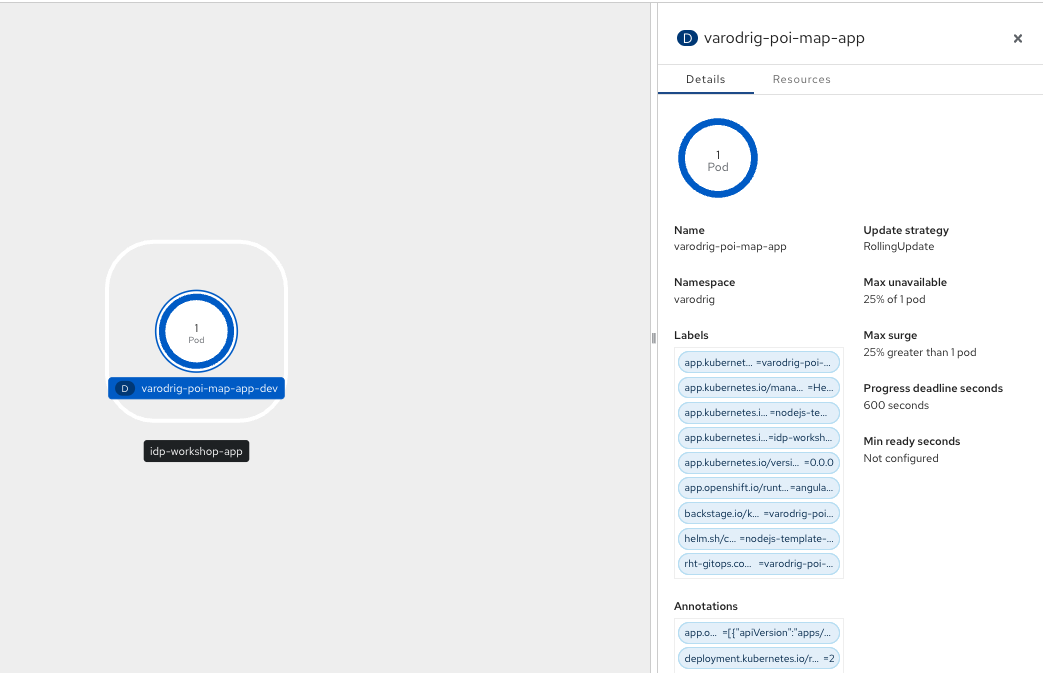 1
Pod
D varodrig-poi-map-app-dev
idp-workshop-app
D varodrig-poi-map-app
Details Resources
1
Pod
Name
varodrig-poi-map-app
Namespace
varodrig
Labels
app.kubernet... =varodrig-poi-...
app.kubernetes.io/mana... =He...
app.kubernetes.i... =nodejs-te...
app.kubernetes.i...=idp-worksh...
app.kubernetes.io/versi... =0.0.0
app.openshift.io/runt...=angula...
backstage.io/k... =varodrig-poi...
helm.sh/c... =nodejs-template-...
rht-gitops.co... =varodrig-poi-...
Annotations
app.o... =[{"apiVersion":"apps/...
deployment.kubernetes.io/r... =2
Update strategy
RollingUpdate
Max unavailable
25% of 1 pod
Max surge
25% greater than 1 pod
Progress deadline seconds
600 seconds
Min ready seconds
Not configured